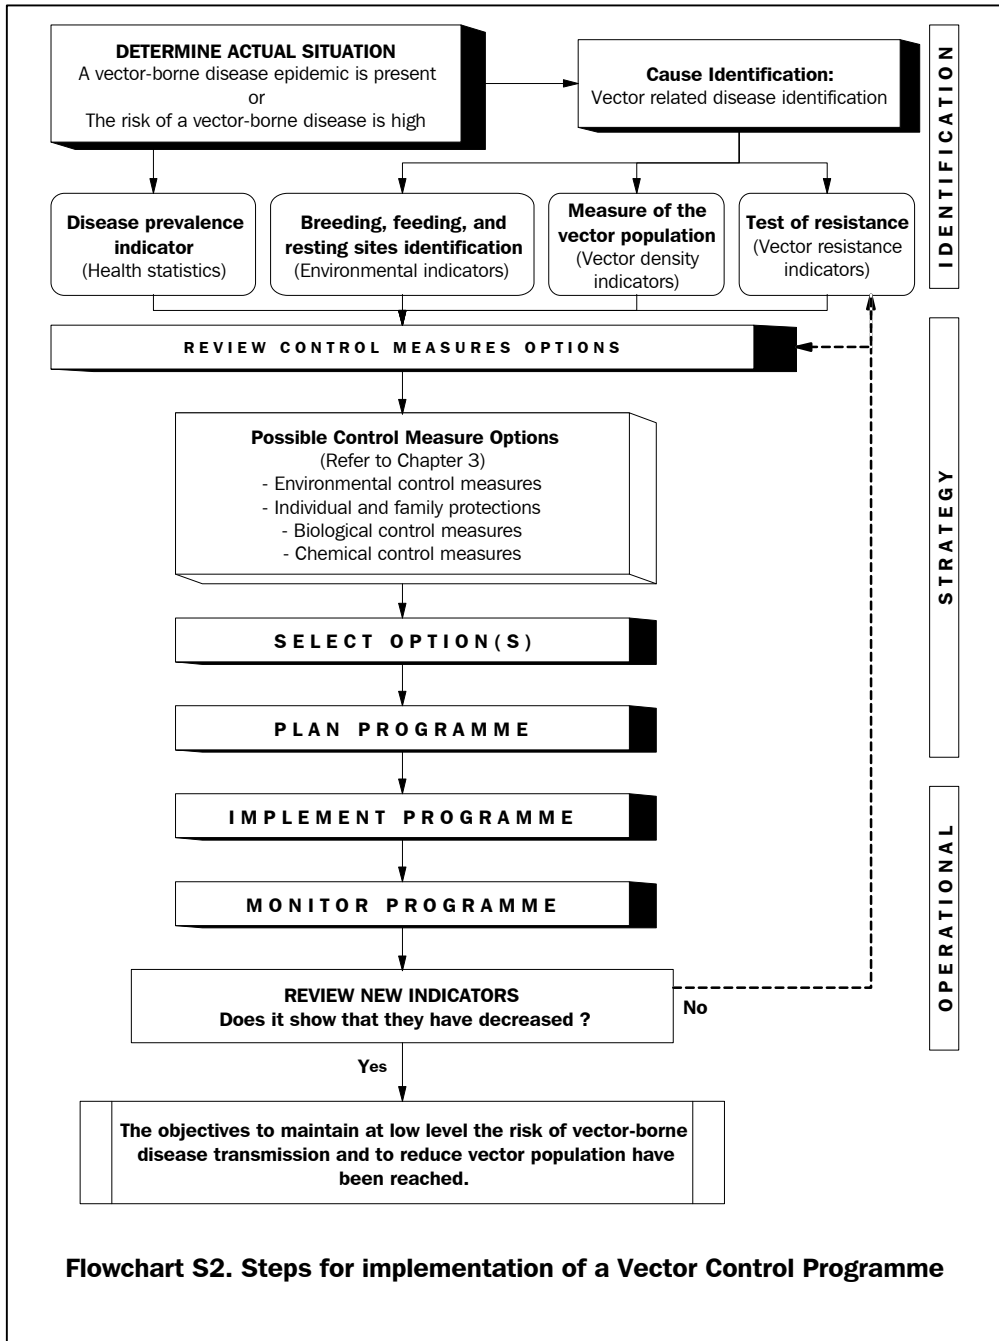 DETERMINE ACTUAL SITUATION
A vector-borne disease epidemic is present
or
The risk of a vector-borne disease is high
Cause Identification:
Vector related disease identification
IDENTIFICATION
Disease prevalence
indicator
(Health statistics)
Breeding, feeding, and
resting sites identification
(Environmental indicators)
Measure of the
vector population
(Vector density
indicators)
Test of resistance
(Vector resistance
indicators)
REVIEW CONTROL MEASURES OPTIONS
Possible Control Measure Options
(Refer to Chapter 3)
- Environmental control measures
- Individual and family protections
- Biological control measures
- Chemical control measures
STRATEGY
SELECT OPTION(S)
PLAN PROGRAMME
IMPLEMENT PROGRAMME
MONITOR PROGRAMME
OPERATIONAL
REVIEW NEW INDICATORS
Does it show that they have decreased ?
No
Yes
The objectives to maintain at low level the risk of vector-borne
disease transmission and to reduce vector population have
been reached.
Flowchart S2. Steps for implementation of a Vector Control Programme